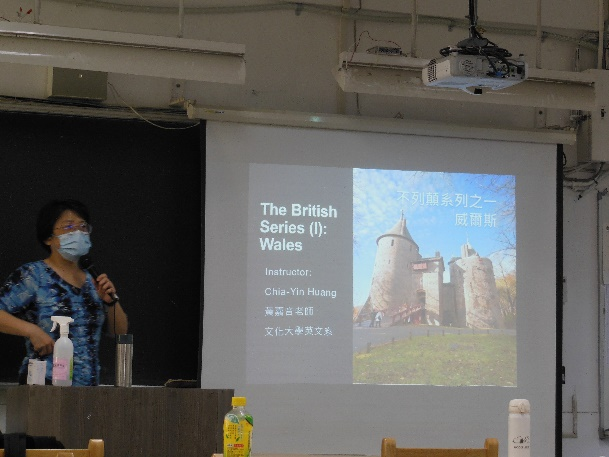 The British
Series (I):
Wales
Instructor:
Chia-Yin Huang
黃嘉音老師
文化大學英文系
不列顛系列之一
威爾斯